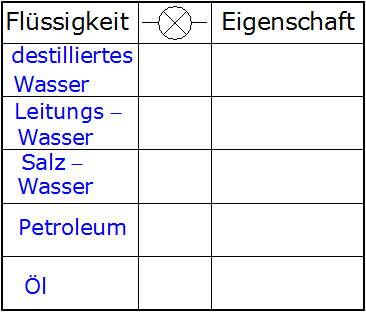 Flüssigkeit Eigenschaft
destilliertes
Wasser
Leitungs –
Wasser
Salz –
Wasser
Petroleum
Öl